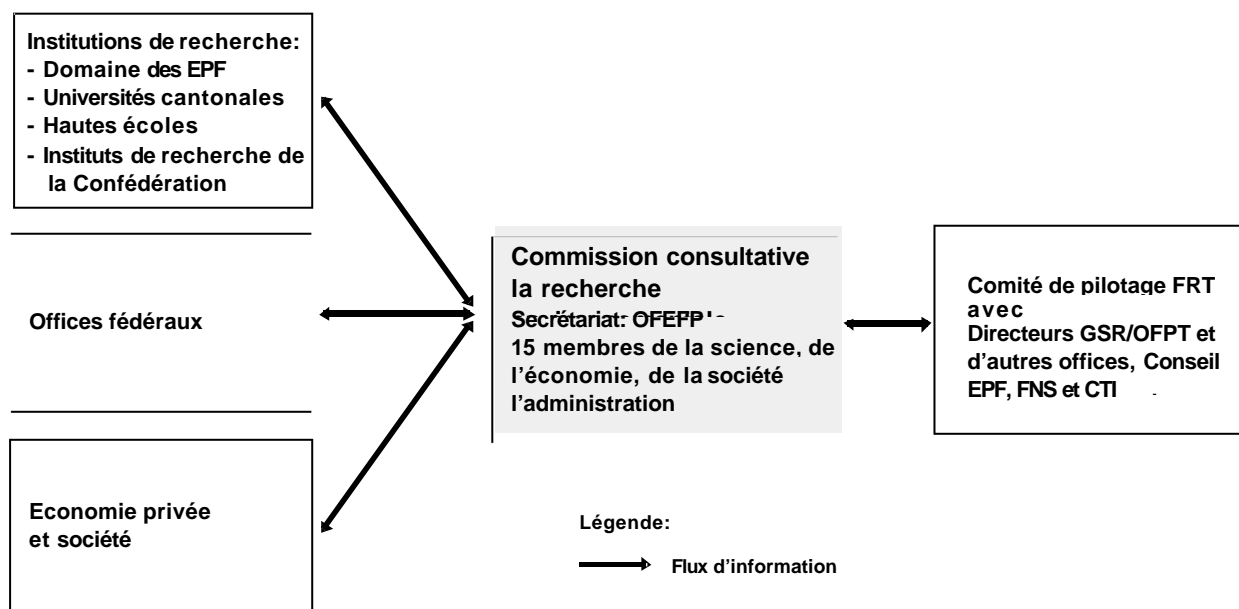 Institutions de recherche:
- Domaine des EPF
- Universités cantonales
- Hautes écoles
- Instituts de recherche de
la Confédération
Offices fédéraux
Economie privée
et société
Commission consultative
la recherche
Secrétariat: OFEFP
15 membres de la science, de
l’économie, de la société
l’administration
Comité de pilotage FRT
avec
Directeurs GSR/OFPT et
d’autres offices, Conseil
EPF, FNS et CTI
Légende:
Flux d’information